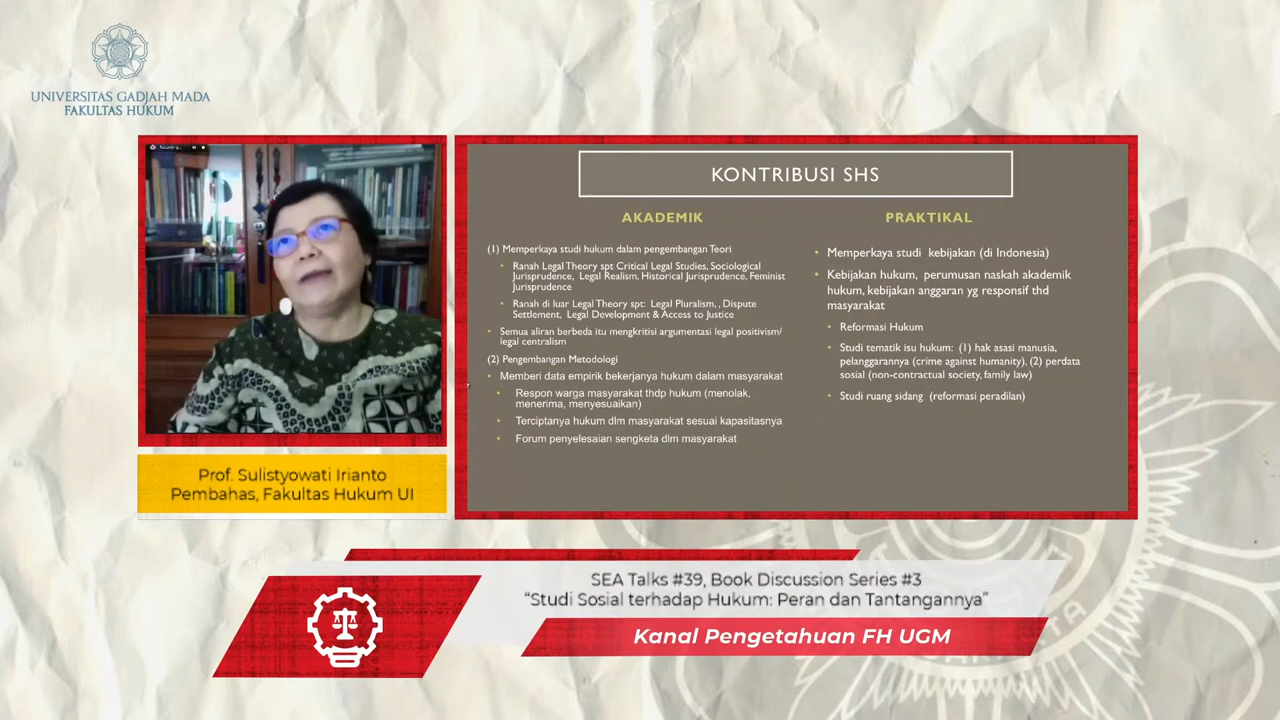 UNIVERSITAS GADJAH MADA
FAKULTAS HUKUM
KONTRIBUSI SHS
AKADEMIK
(1) Memperkaya studi hukum dalam pengembangan Teori
• Ranah Legal Theory spt Critical Legal Studies, Sociological
Jurisprudence, Legal Realism, Historical Jurisprudence, Feminist
Jurisprudence
• Ranah di luar Legal Theory spt: Legal Pluralism, , Dispute
Settlement, Legal Development & Access to Justice
• Semua aliran berbeda itu mengkritisi argumentasi legal positivism/
legal centralism
(2) Pengembangan Metodologi
• Memberi data empirik bekerjanya hukum dalam masyarakat
• Respon warga masyarakat thdp hukum (menolak,
menerima, menyesuaikan)
• Terciptanya hukum dlm masyarakat sesuai kapasitasnya
• Forum penyelesaian sengketa dlm masyarakat
PRAKTIKAL
• Memperkaya studi kebijakan (di Indonesia)
• Kebijakan hukum, perumusan naskah akademik
hukum, kebijakan anggaran yg responsif thd
masyarakat
• Reformasi Hukum
• Studi tematik isu hukum: (1) hak asasi manusia,
pelanggarannya (crime against humanity), (2) perdata
sosial (non-contractual society, family law)
• Studi ruang sidang (reformasi peradilan)
Prof. Sulistyowati Irianto
Pembahas, Fakultas Hukum UI
SEA Talks #39, Book Discussion Series #3
“Studi Sosial terhadap Hukum: Peran dan Tantangannya”
Kanal Pengetahuan FH UGM